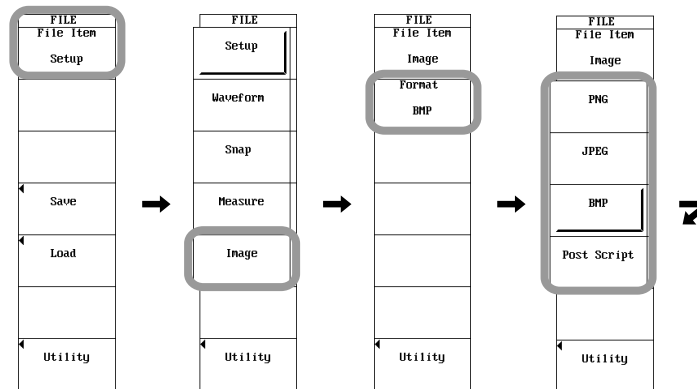 FILE
File Item
Setup
Save
Load
Utility
FILE
Setup
Waveform
Snap
Measure
Image
Utility
FILE
File Item
Image
Format
BMP
Utility
FILE
File Item
Image
PNG
JPEG
BMP
Post Script
Utility